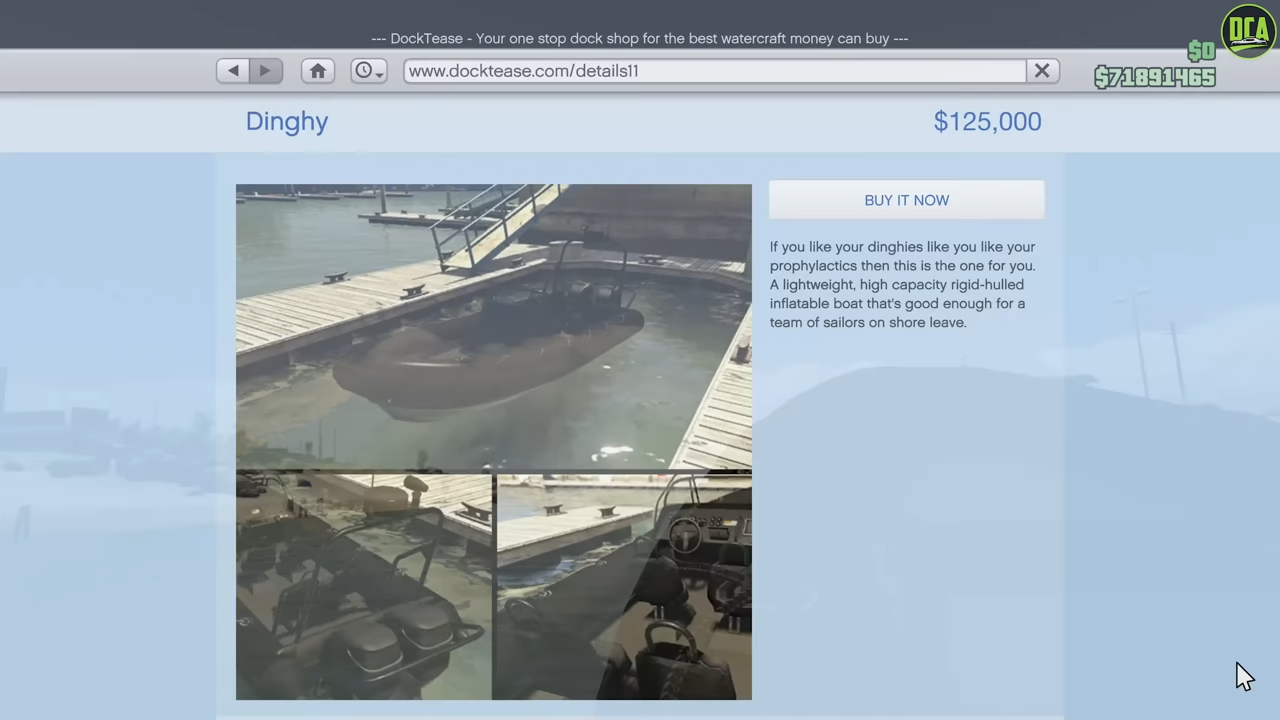 --- DockTease - Your one stop dock shop for the best watercraft money can buy ---
DCA
$0
www.docktease.com/details11
$71891465
Dinghy
$125,000
BUY IT NOW
If you like your dinghies like you like your
prophylactics then this is the one for you.
A lightweight, high capacity rigid-hulled
inflatable boat that's good enough for a
team of sailors on shore leave.